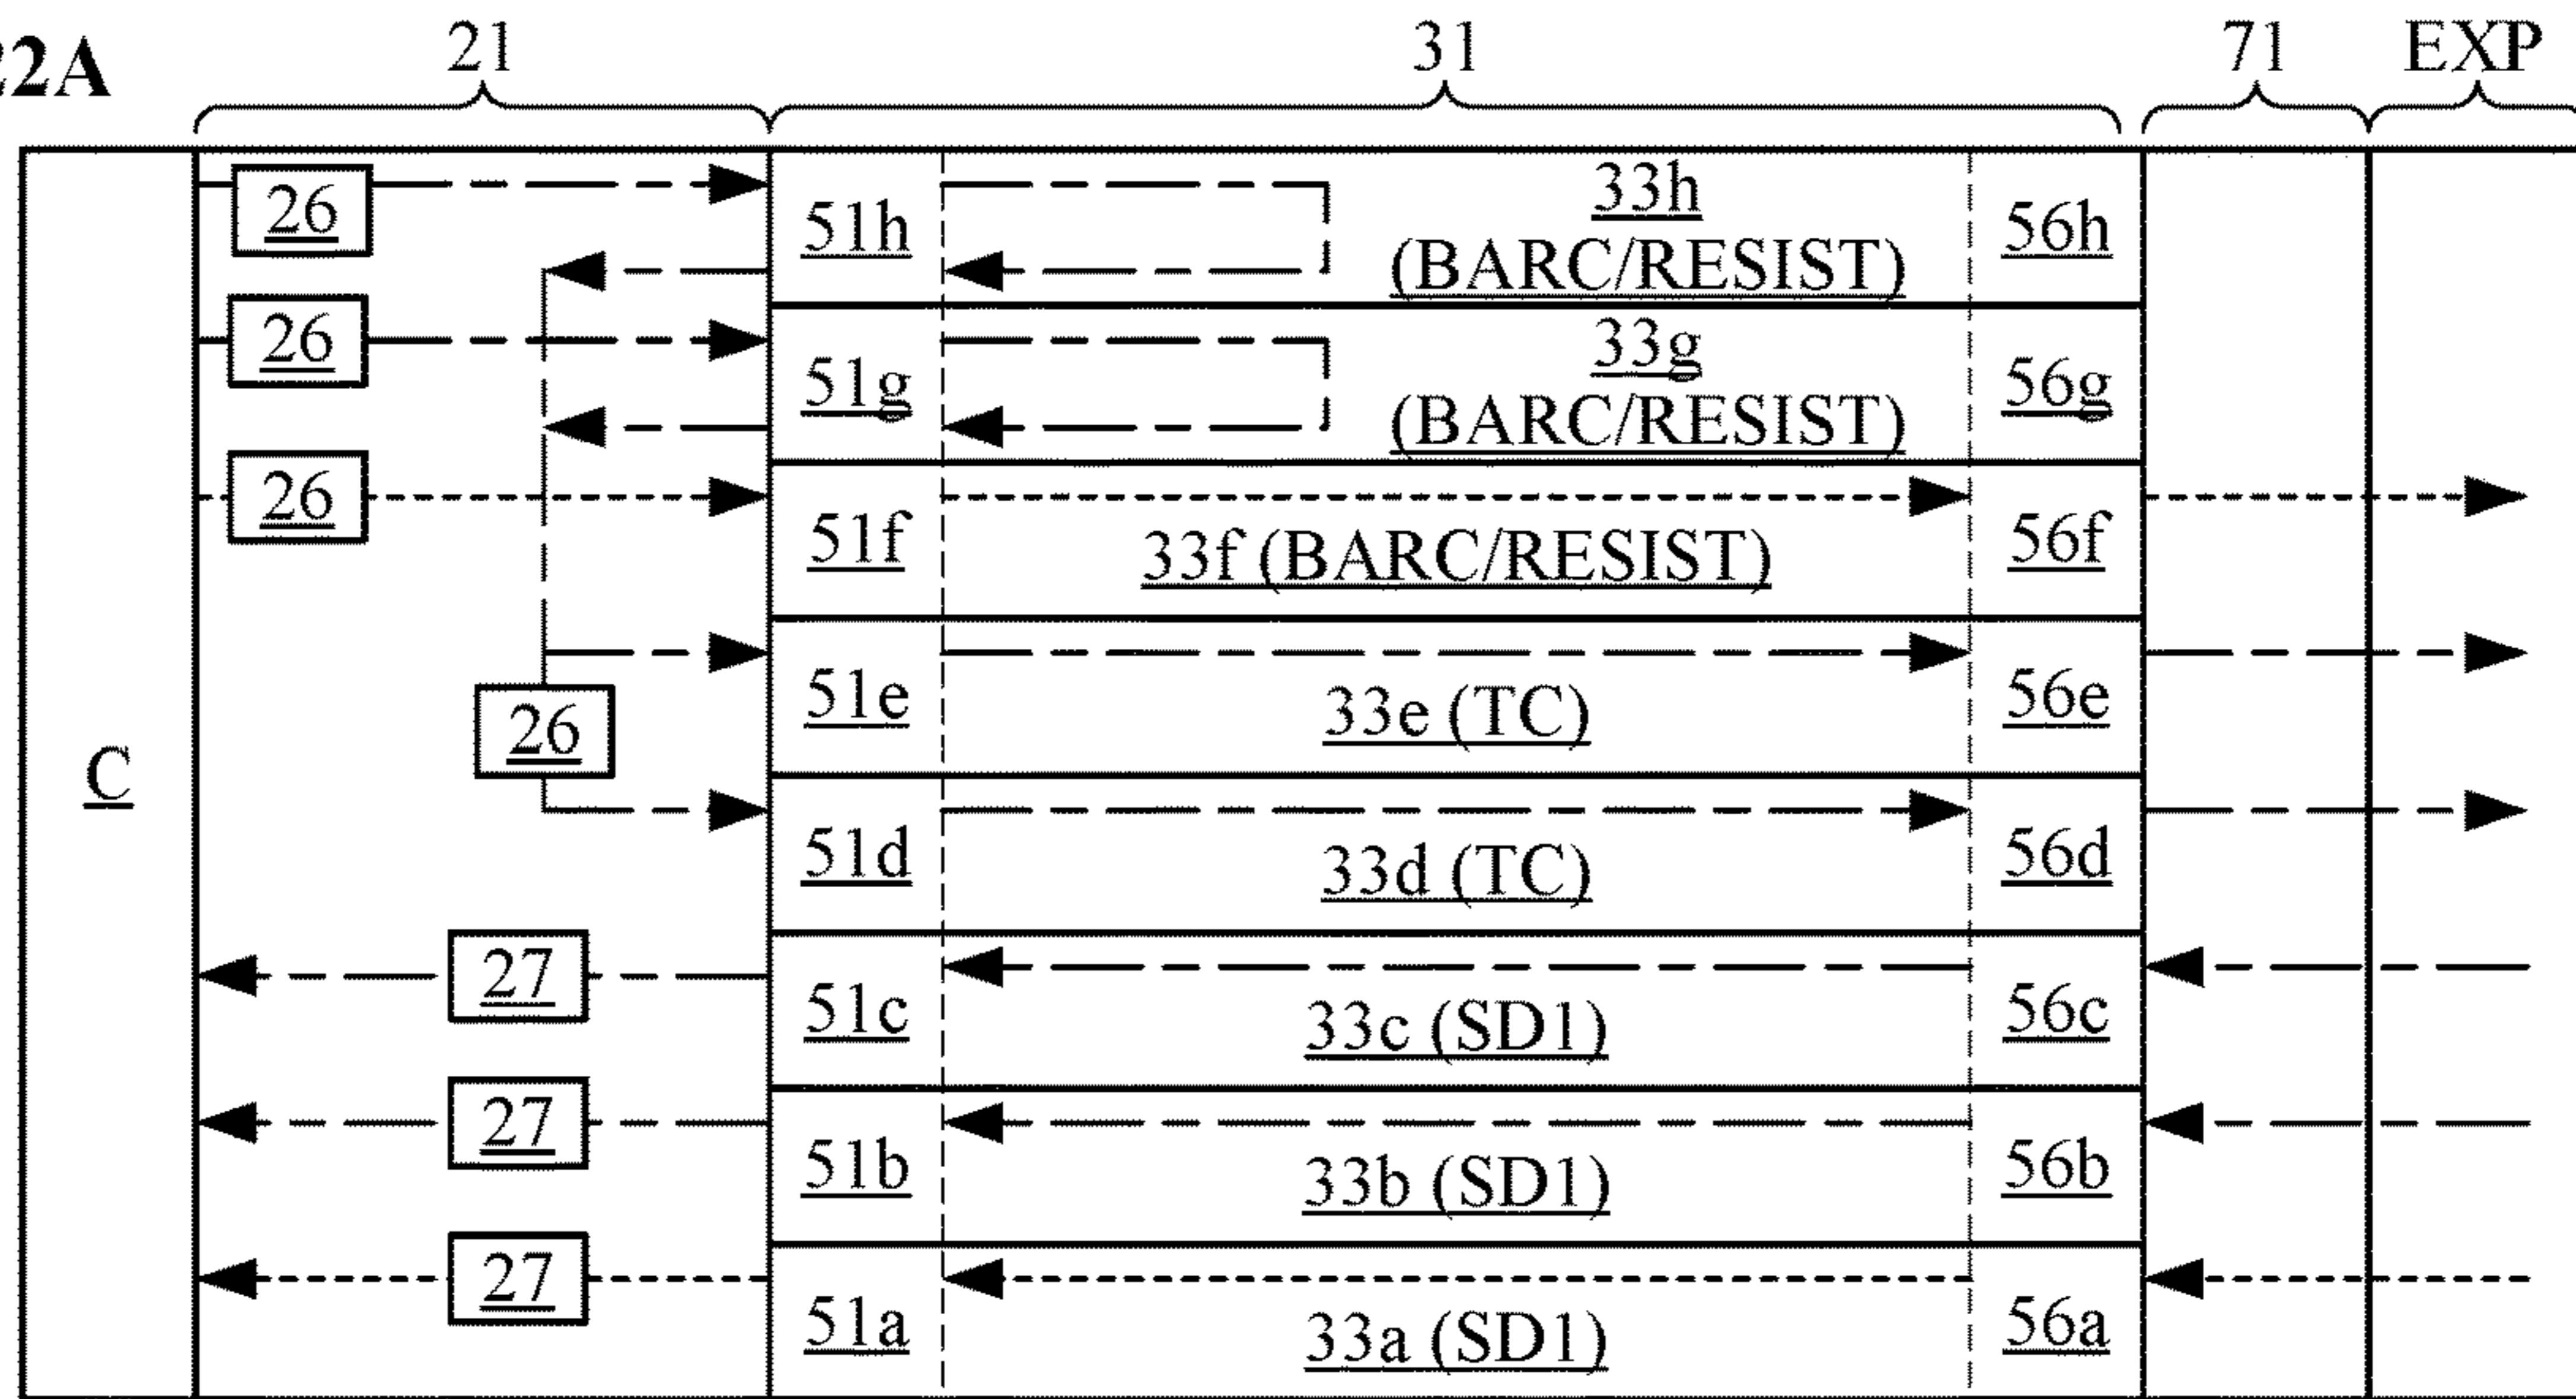 22A
21 31 71 EXP
C
26 51h 33h 56h
(BARC/RESIST)
26 51g 33g 56g
(BARC/RESIST)
26 51f 33f (BARC/RESIST) 56f
26 51e 33e (TC) 56e
51d 33d (TC) 56d
27 51c 33c (SD1) 56c
27 51b 33b (SD1) 56b
27 51a 33a (SD1) 56a